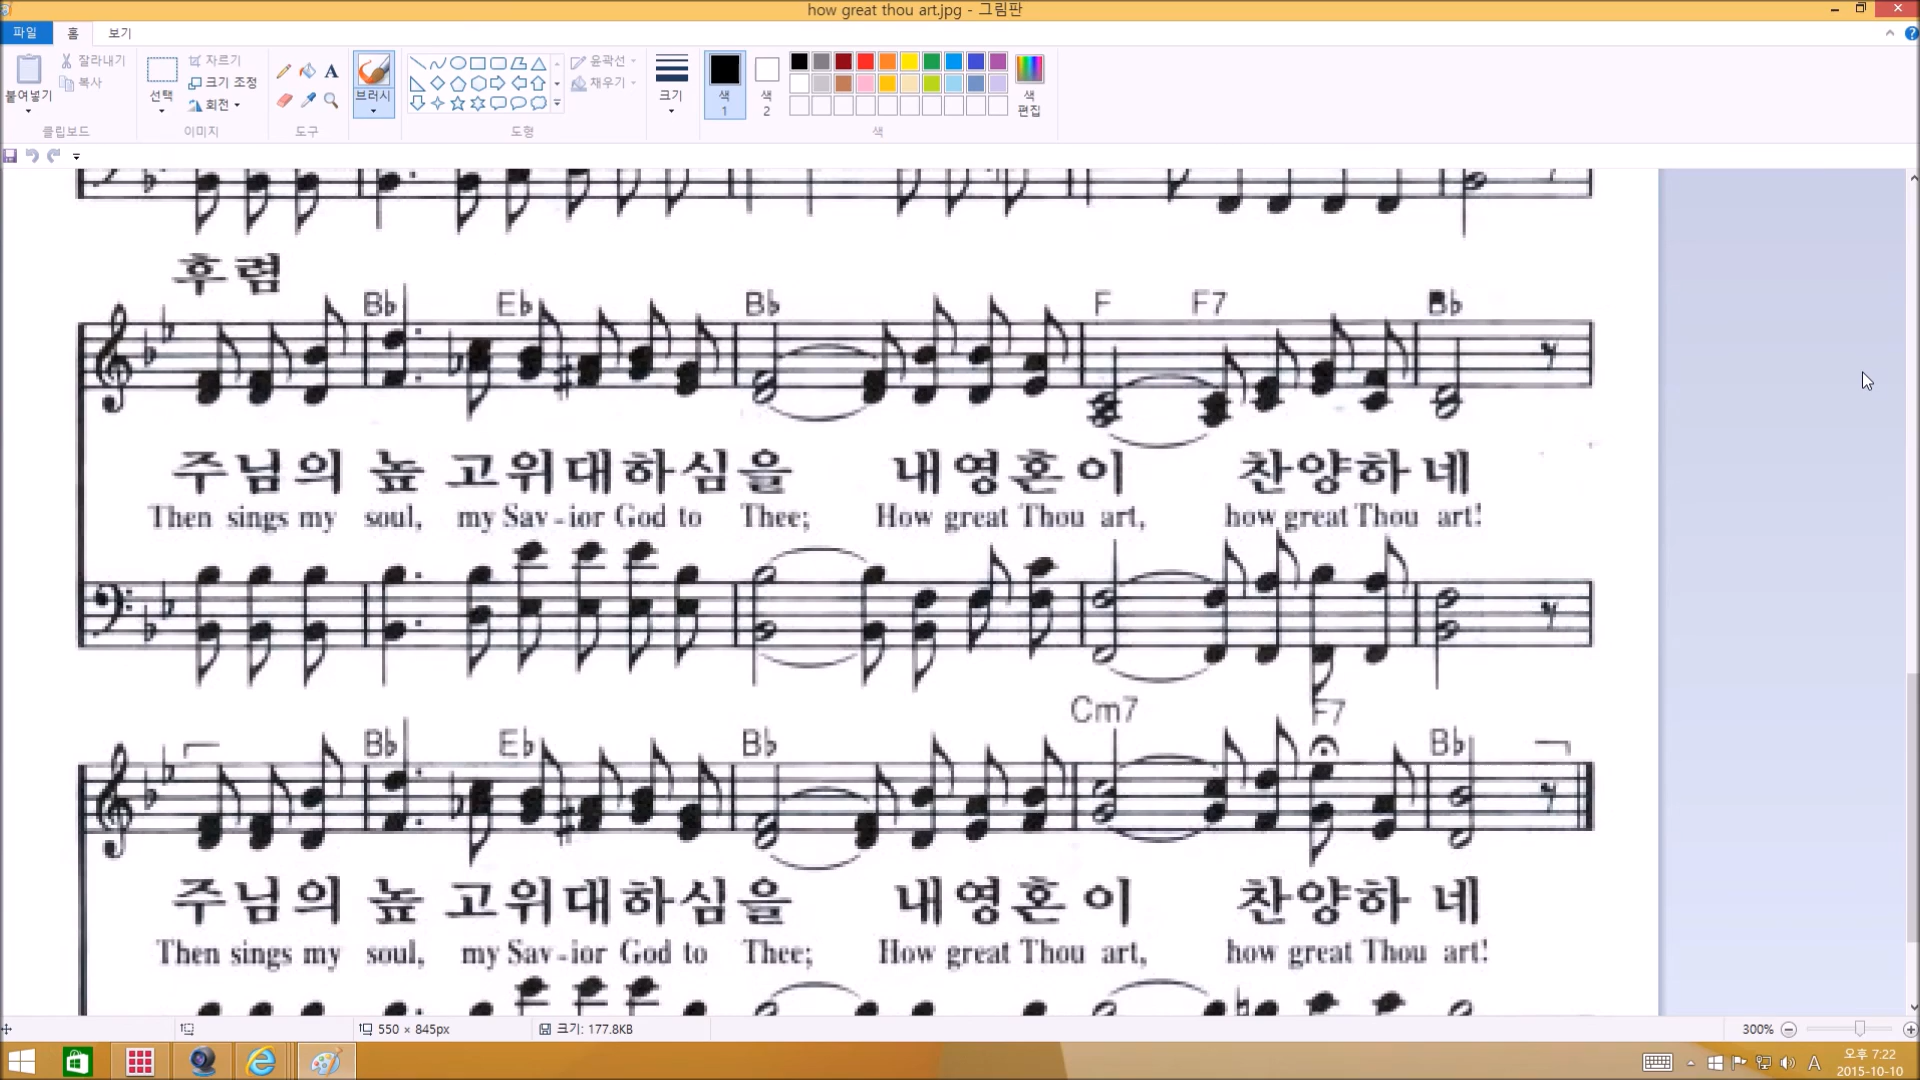 how great thou art.jpg - 그림판
파일 홈 보기
붙여넣기 잘라내기 복사 클립보드
선택 자르기 크기 조정 회전 이미지
A 도구
브러시
윤곽선 채우기 도형
크기
색 1 색 2 색 편집 색
후렴
Bb Eb Bb F F7 Bb
주님의 높고위대하심을 내영혼이 찬양하네
Then sings my soul, my Sav-ior God to Thee; How great Thou art, how great Thou art!
Cm7 F7
Bb Eb Bb Bb
주님의 높고위대하심을 내영혼이 찬양하네
Then sings my soul, my Sav-ior God to Thee; How great Thou art, how great Thou art!
550 × 845px 크기: 177.8KB 300%
A 오후 7:22
2015-10-10